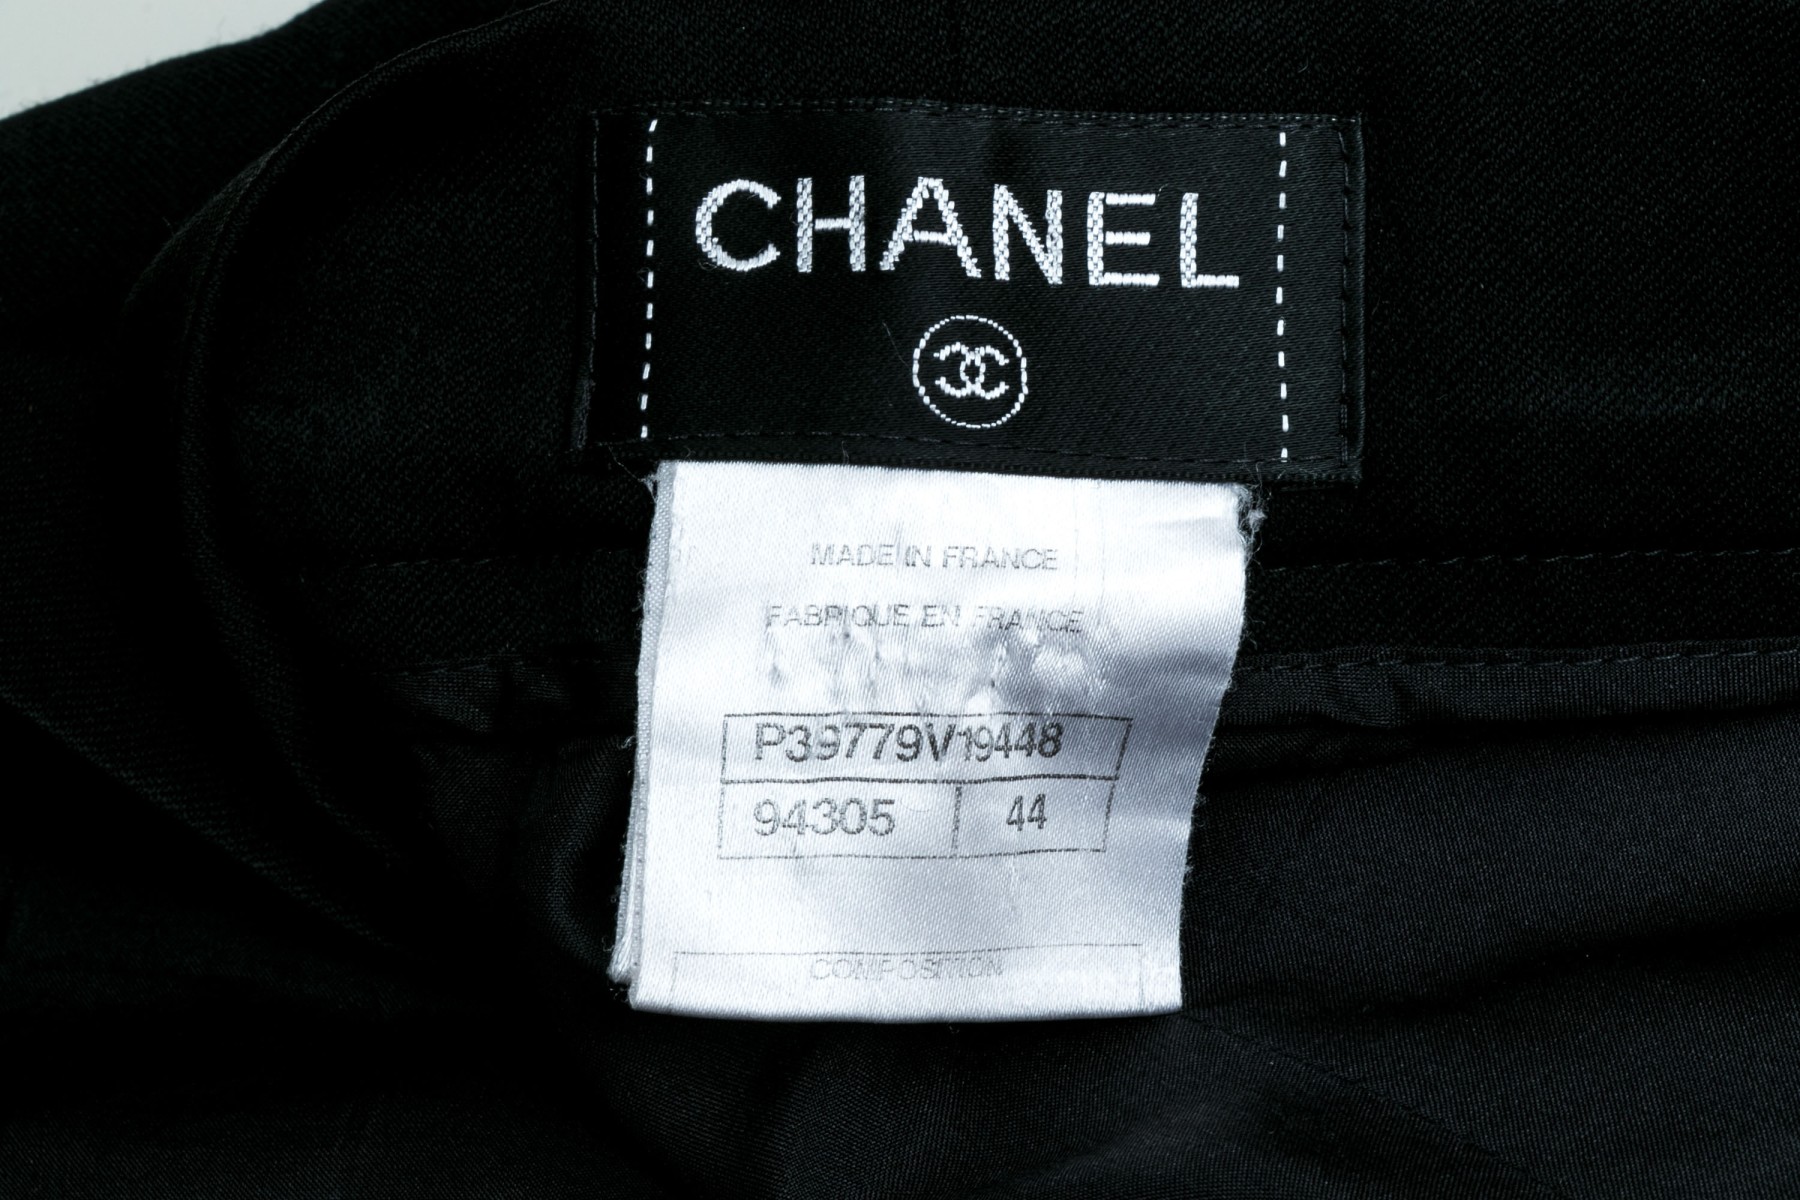 CHANEL
MADE IN FRANCE
FABRIQUE EN FRANCE
P39779V19448
94305 44
COMPOSITION